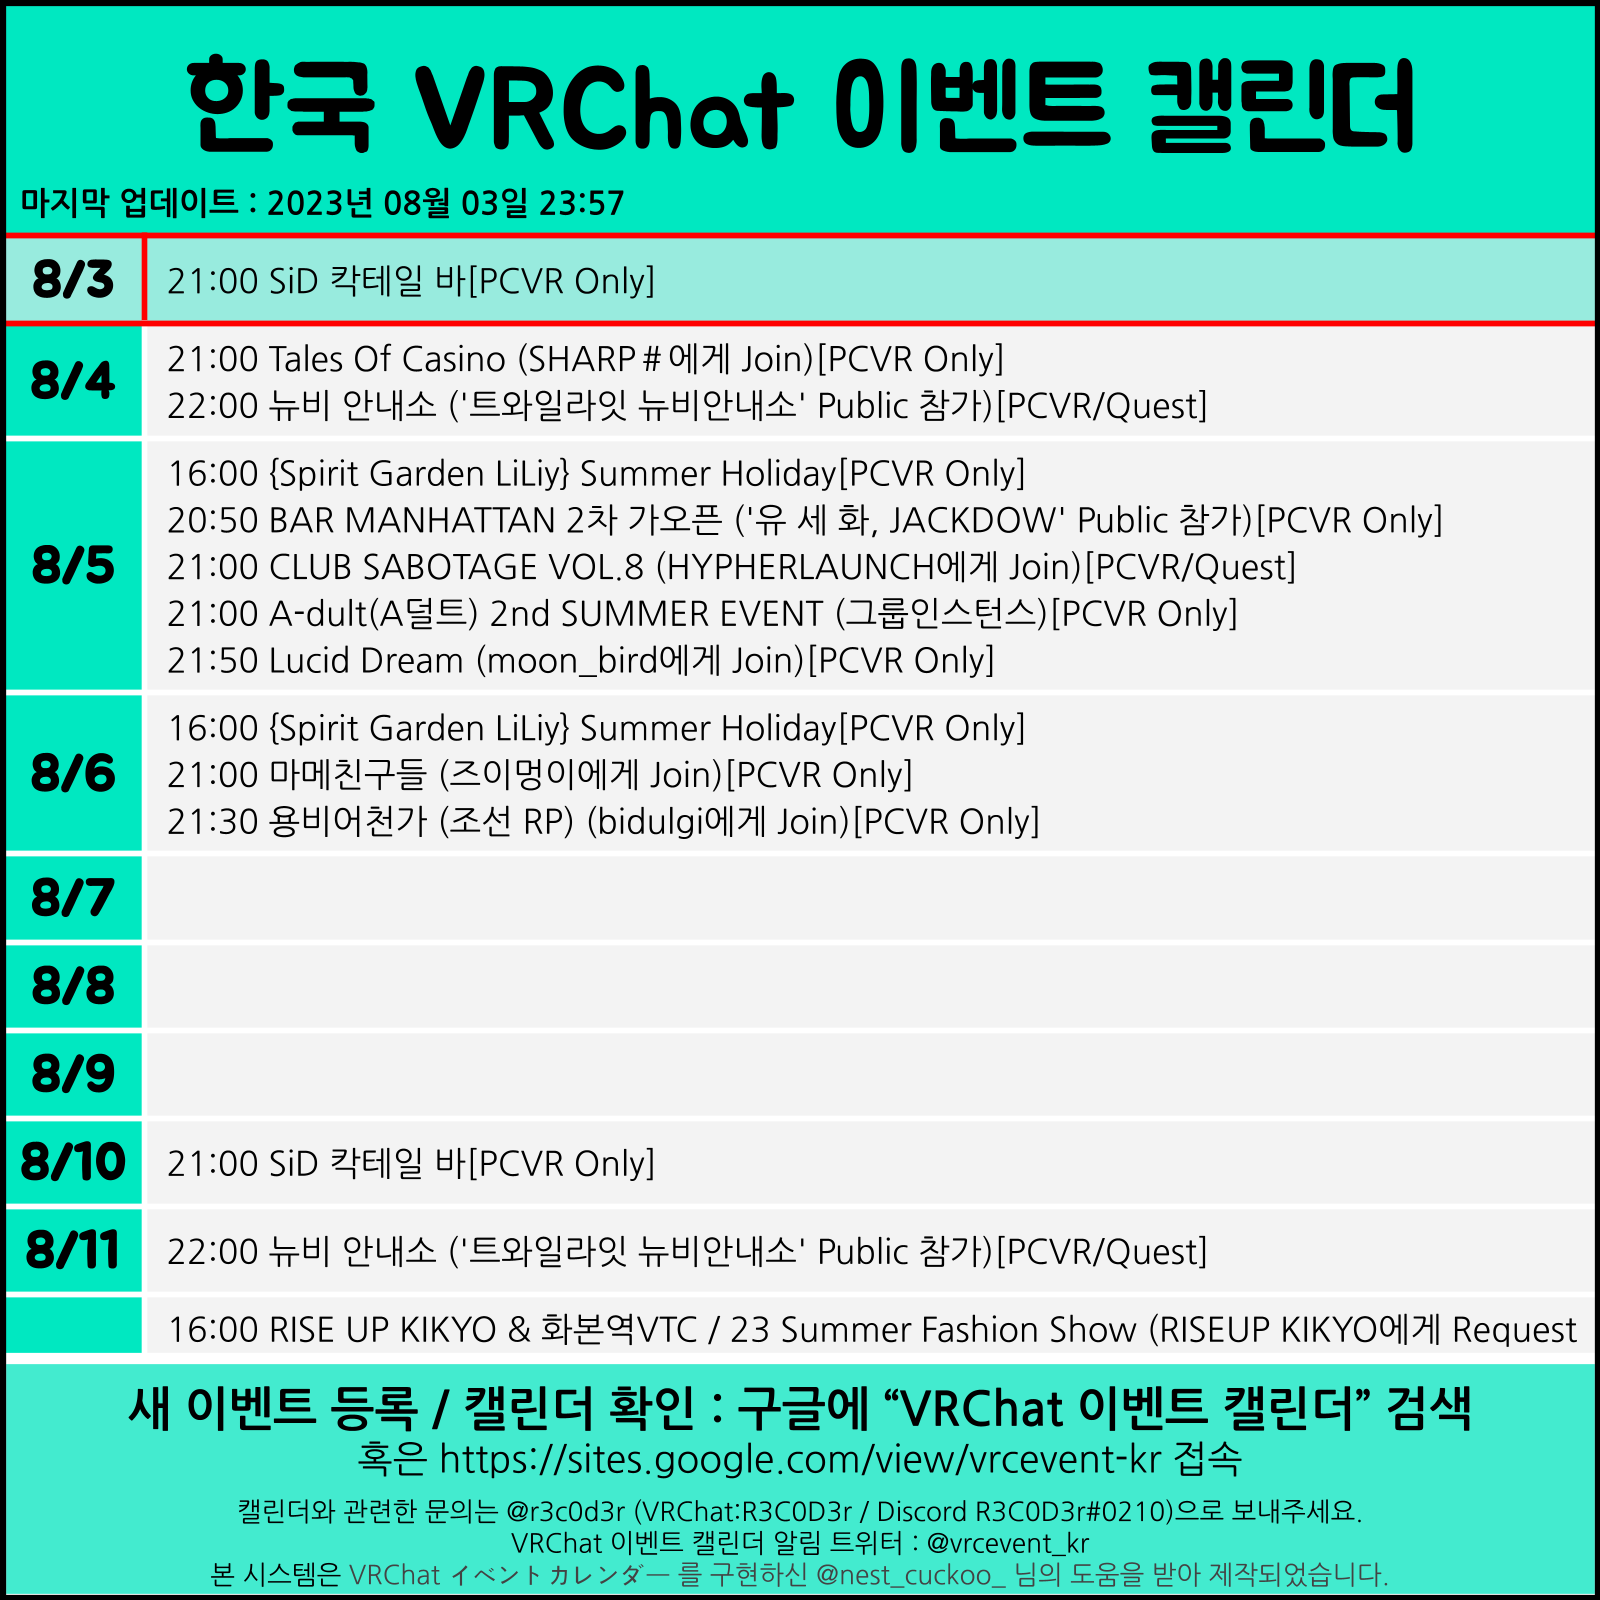 한국 VRChat 이벤트 캘린더
마지막 업데이트 : 2023년 08월 03일 23:57
8/3
21:00 SiD 칵테일 바[PCVR Only]
8/4
21:00 Tales Of Casino (SHARP#에게 Join)[PCVR Only]
22:00 뉴비 안내소 ('트와일라잇 뉴비안내소' Public 참가)[PCVR/Quest]
8/5
16:00 {Spirit Garden LiLiy} Summer Holiday[PCVR Only]
20:50 BAR MANHATTAN 2차 가오픈 ('유 세 화, JACKDOW' Public 참가)[PCVR Only]
21:00 CLUB SABOTAGE VOL.8 (HYPHERLAUNCH에게 Join)[PCVR/Quest]
21:00 A-dult(A덜트) 2nd SUMMER EVENT (그룹인스턴스)[PCVR Only]
21:50 Lucid Dream (moon_bird에게 Join)[PCVR Only]
8/6
16:00 {Spirit Garden LiLiy} Summer Holiday[PCVR Only]
21:00 마메친구들 (즈이멍이에게 Join)[PCVR Only]
21:30 용비어천가 (조선 RP) (bidulgi에게 Join)[PCVR Only]
8/7
8/8
8/9
8/10
21:00 SiD 칵테일 바[PCVR Only]
8/11
22:00 뉴비 안내소 ('트와일라잇 뉴비안내소' Public 참가)[PCVR/Quest]
16:00 RISE UP KIKYO & 화본역VTC / 23 Summer Fashion Show (RISEUP KIKYO에게 Request
새 이벤트 등록 / 캘린더 확인 : 구글에 “VRChat 이벤트 캘린더” 검색
혹은 https://sites.google.com/view/vrcevent-kr 접속
캘린더와 관련한 문의는 @r3c0d3r (VRChat:R3C0D3r / Discord R3C0D3r#0210)으로 보내주세요.
VRChat 이벤트 캘린더 알림 트위터 : @vrcevent_kr
본 시스템은 VRChat イベントカレンダー 를 구현하신 @nest_cuckoo_ 님의 도움을 받아 제작되었습니다.